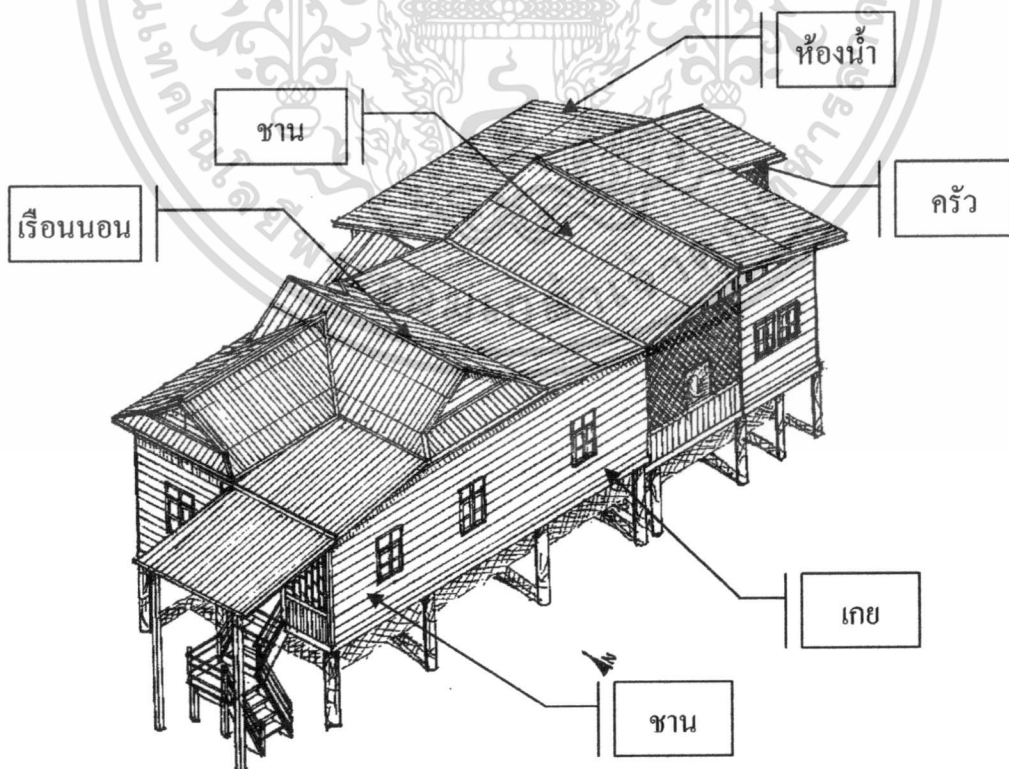 ห้องน้ำ
ชาน
ครัว
เรือนนอน
เกย
ชาน